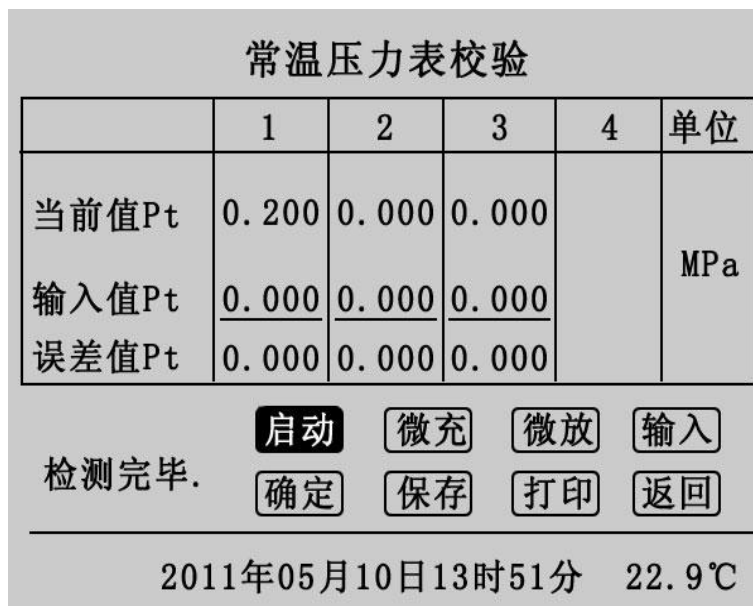 常温压力表校验
1 2 3 4 单位
当前值Pt 0.200 0.000 0.000
MPa
输入值Pt 0.000 0.000 0.000
误差值Pt 0.000 0.000 0.000
启动 微充 微放 输入
检测完毕.
确定 保存 打印 返回
2011年05月10日13时51分 22.9℃